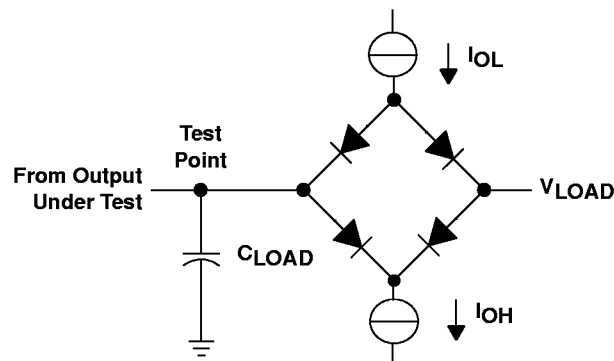 IOL
Test
Point
From Output
Under Test
VLOAD
CLOAD
IOH